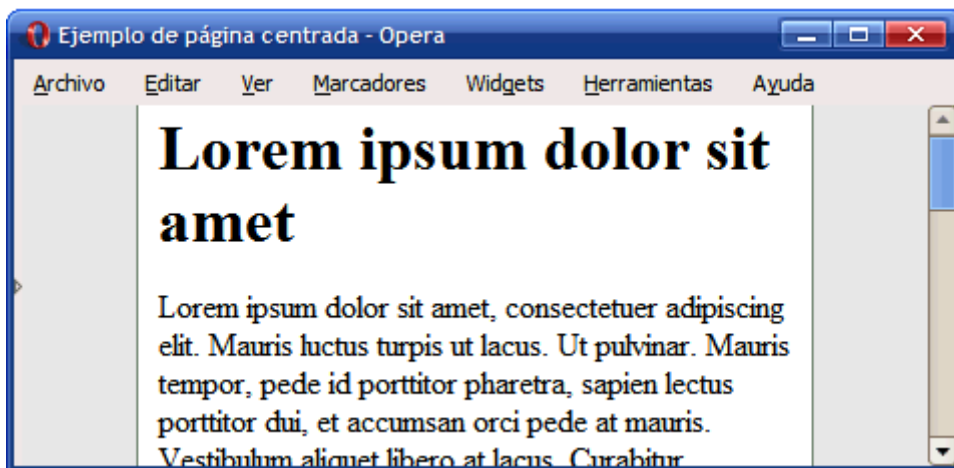 Ejemplo de página centrada - Opera
Archivo Editar Ver Marcadores Widgets Herramientas Ayuda
Lorem ipsum dolor sit
amet
Lorem ipsum dolor sit amet, consectetuer adipiscing
elit. Mauris luctus turpis ut lacus. Ut pulvinar. Mauris
tempor, pede id porttitor pharetra, sapien lectus
porttitor dui, et accumsan orci pede at mauris.
Vestibulum aliquet libero at lacus. Curabitur